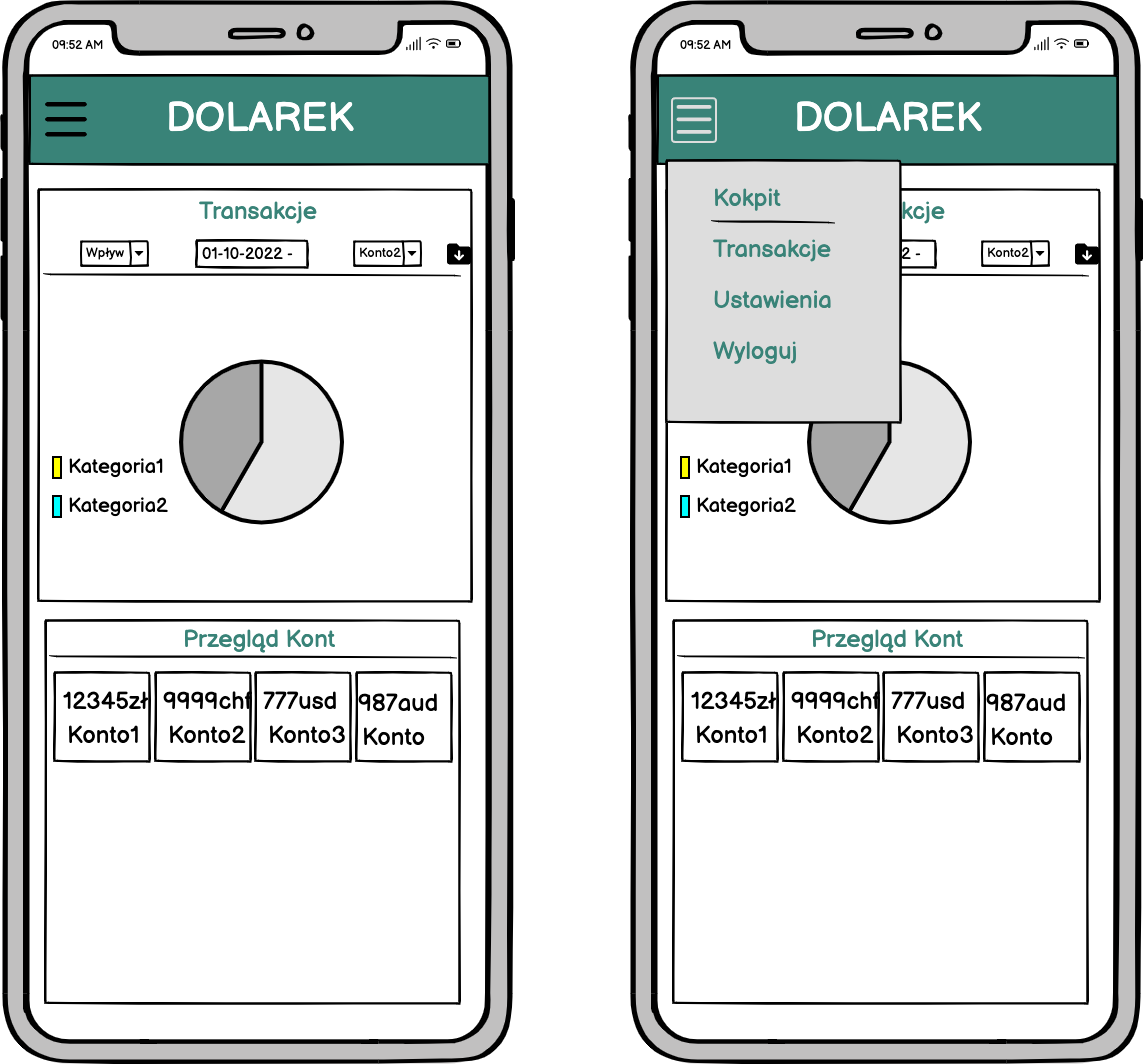 09:52 AM
DOLAREK
Transakcje
Wpływ 01-10-2022 - Konto2
Kategoria1
Kategoria2
Przegląd Kont
12345zł 9999chf 777usd 987aud
Konto1 Konto2 Konto3 Konto
09:52 AM
DOLAREK
Kokpit
kcje
Transakcje
2 - Konto2
Ustawienia
Wyloguj
Kategoria1
Kategoria2
Przegląd Kont
12345zł 9999chf 777usd 987aud
Konto1 Konto2 Konto3 Konto